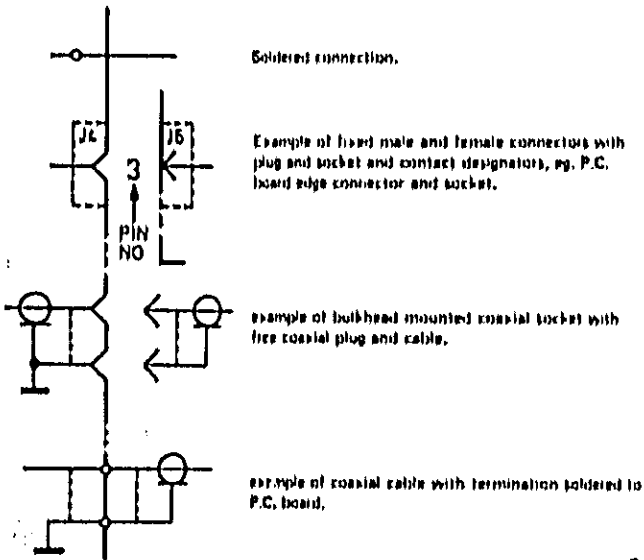 Soldered connection.
J4
J6
3
PIN
NO
Example of fixed male and female connectors with
plug and socket and contact designators, eg. P.C.
board edge connector and socket.
example of bulkhead mounted coaxial socket with
free coaxial plug and cable.
example of coaxial cable with termination soldered to
P.C. board.